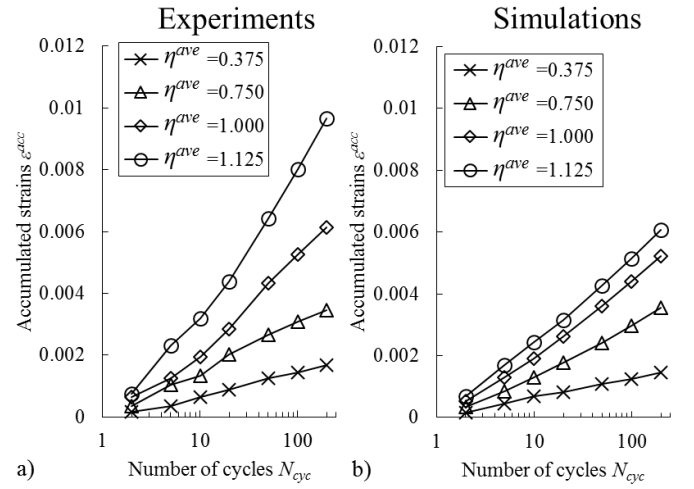 Experiments
Simulations
0.012
0.01
0.008
0.006
0.004
0.002
0
1
10
100
Accumulated strains ε^acc
Number of cycles N_cyc
η^ave =0.375
η^ave =0.750
η^ave =1.000
η^ave =1.125
a)
0.012
0.01
0.008
0.006
0.004
0.002
0
1
10
100
Accumulated strains ε^acc
Number of cycles N_cyc
η^ave =0.375
η^ave =0.750
η^ave =1.000
η^ave =1.125
b)